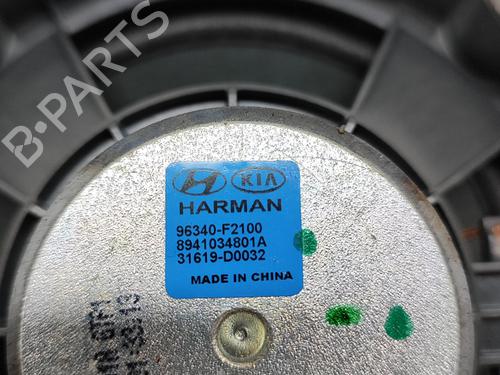 B-PARTS
KIA
HARMAN
96340-F2100
8941034801A
31619-D0032
MADE IN CHINA